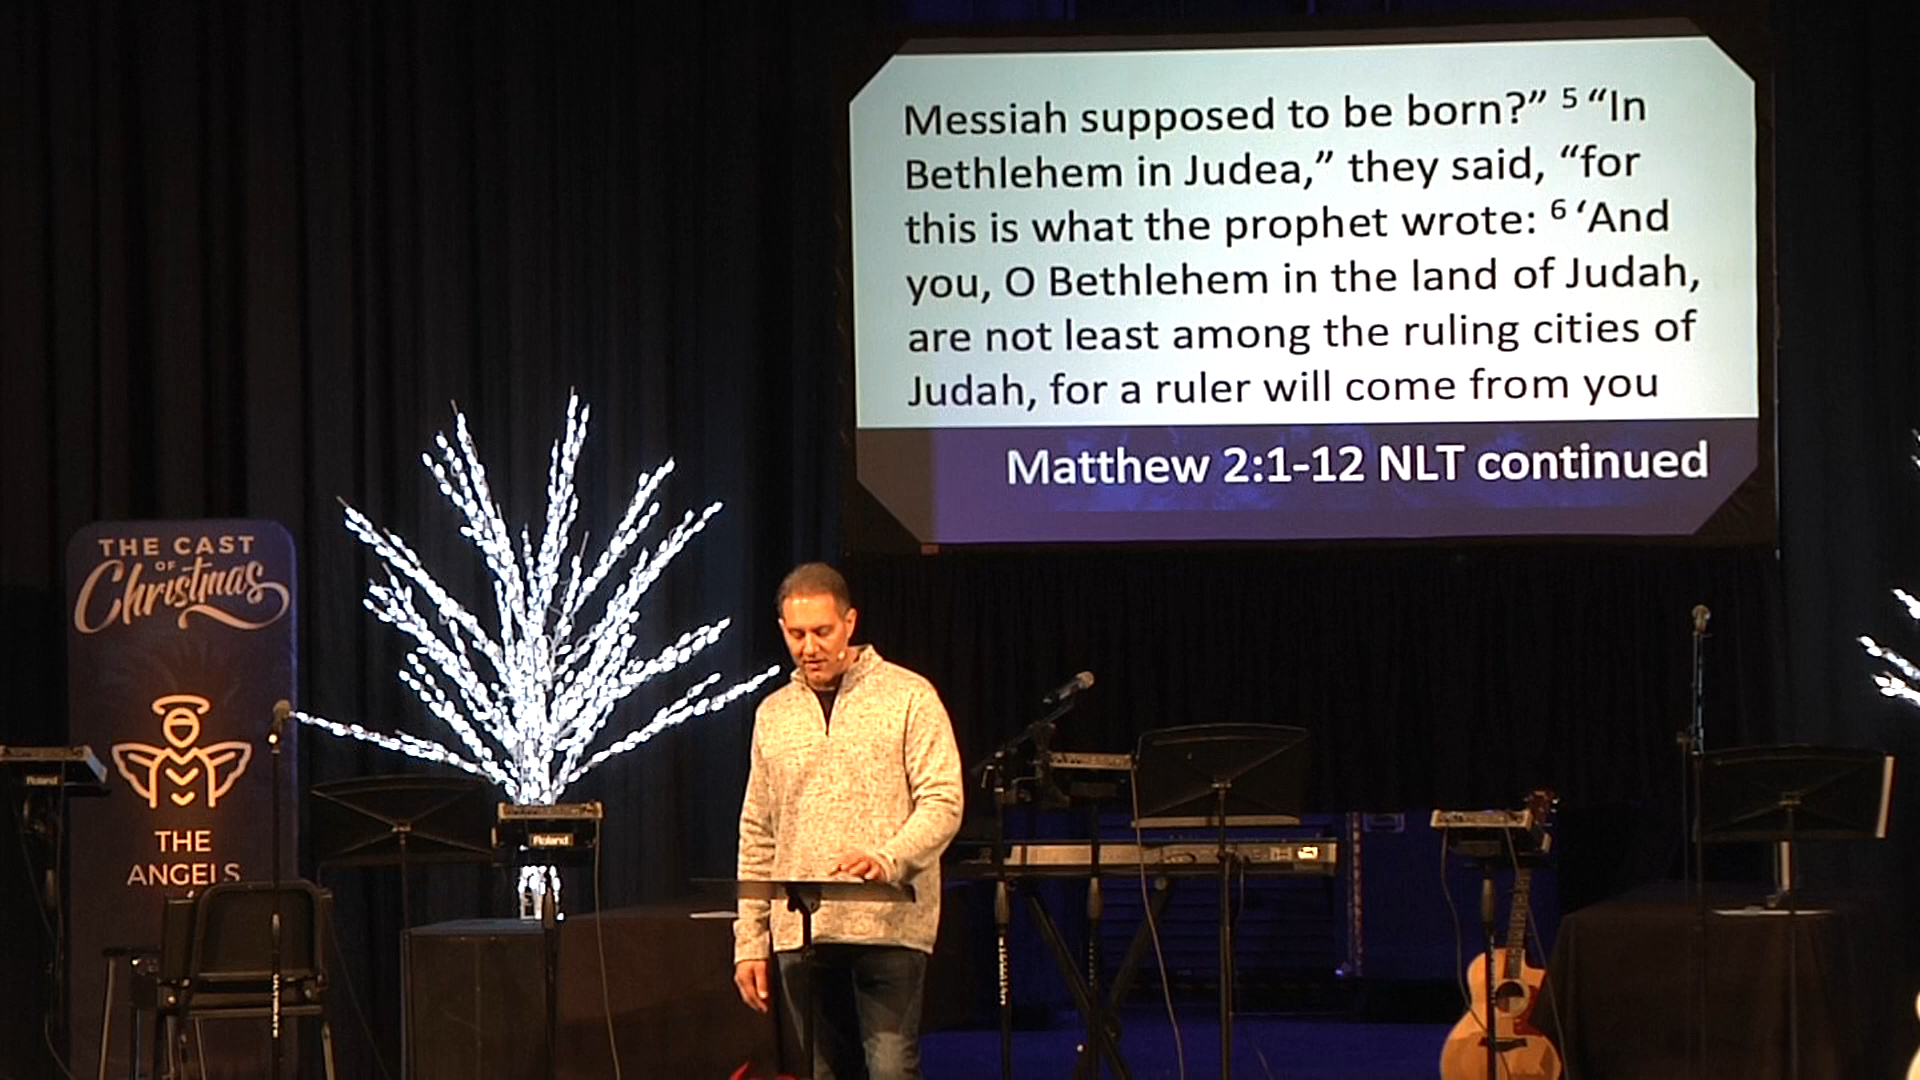 Messiah supposed to be born?” 5 “In
Bethlehem in Judea,” they said, “for
this is what the prophet wrote: 6 ‘And
you, O Bethlehem in the land of Judah,
are not least among the ruling cities of
Judah, for a ruler will come from you
Matthew 2:1-12 NLT continued
THE CAST
OF
Christmas
THE
ANGELS
Roland
Roland